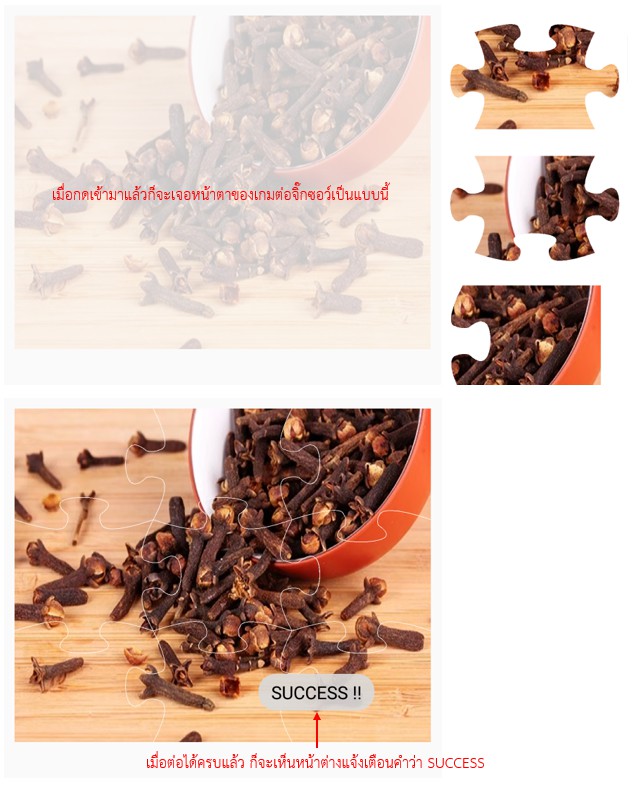 เมื่อกดเข้ามาแล้วก็จะเจอหน้าตาของเกมต่อจิ๊กซอว์เป็นแบบนี้
SUCCESS !!
เมื่อต่อได้ครบแล้ว ก็จะเห็นหน้าต่างแจ้งเตือนคำว่า SUCCESS